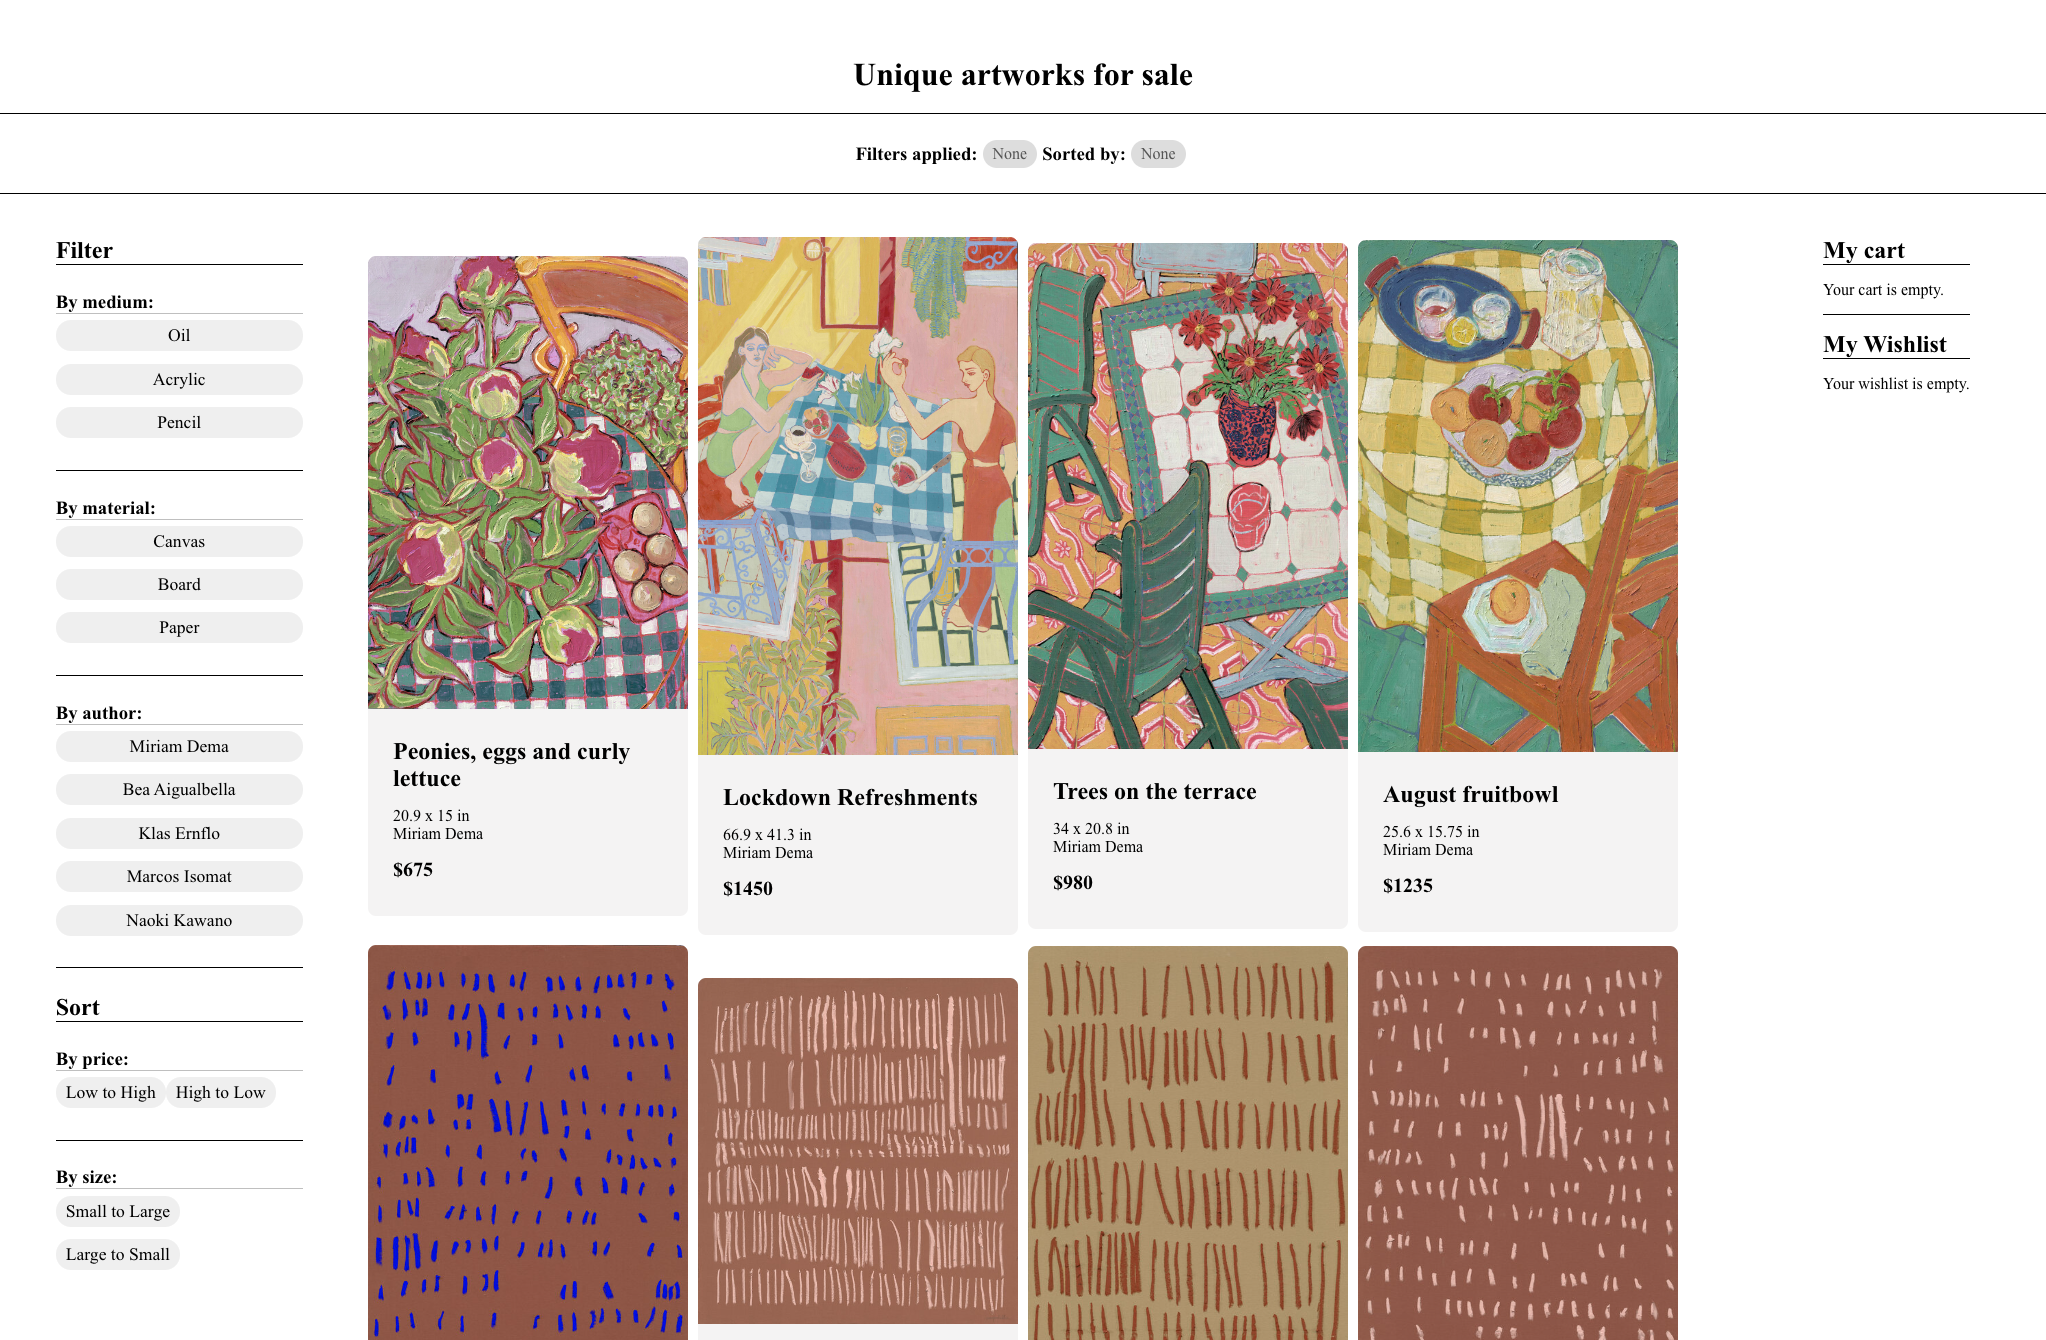 Unique artworks for sale
Filters applied: None Sorted by: None
Filter
By medium:
Oil
Acrylic
Pencil
By material:
Canvas
Board
Paper
By author:
Miriam Dema
Bea Aigualbella
Klas Ernflo
Marcos Isomat
Naoki Kawano
Sort
By price:
Low to High High to Low
By size:
Small to Large
Large to Small
Peonies, eggs and curly
lettuce
20.9 x 15 in
Miriam Dema
$675
Lockdown Refreshments
66.9 x 41.3 in
Miriam Dema
$1450
Trees on the terrace
34 x 20.8 in
Miriam Dema
$980
August fruitbowl
25.6 x 15.75 in
Miriam Dema
$1235
My cart
Your cart is empty.
My Wishlist
Your wishlist is empty.